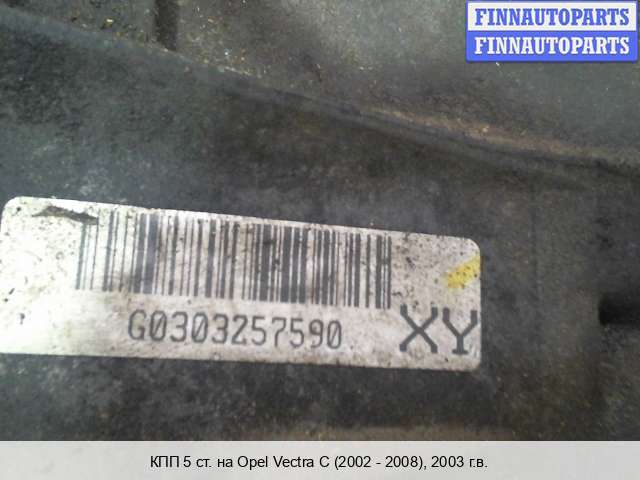 FINNAUTOPARTS
FINNAUTOPARTS
G0303257590
XY
КПП 5 ст. на Opel Vectra C (2002 - 2008), 2003 г.в.